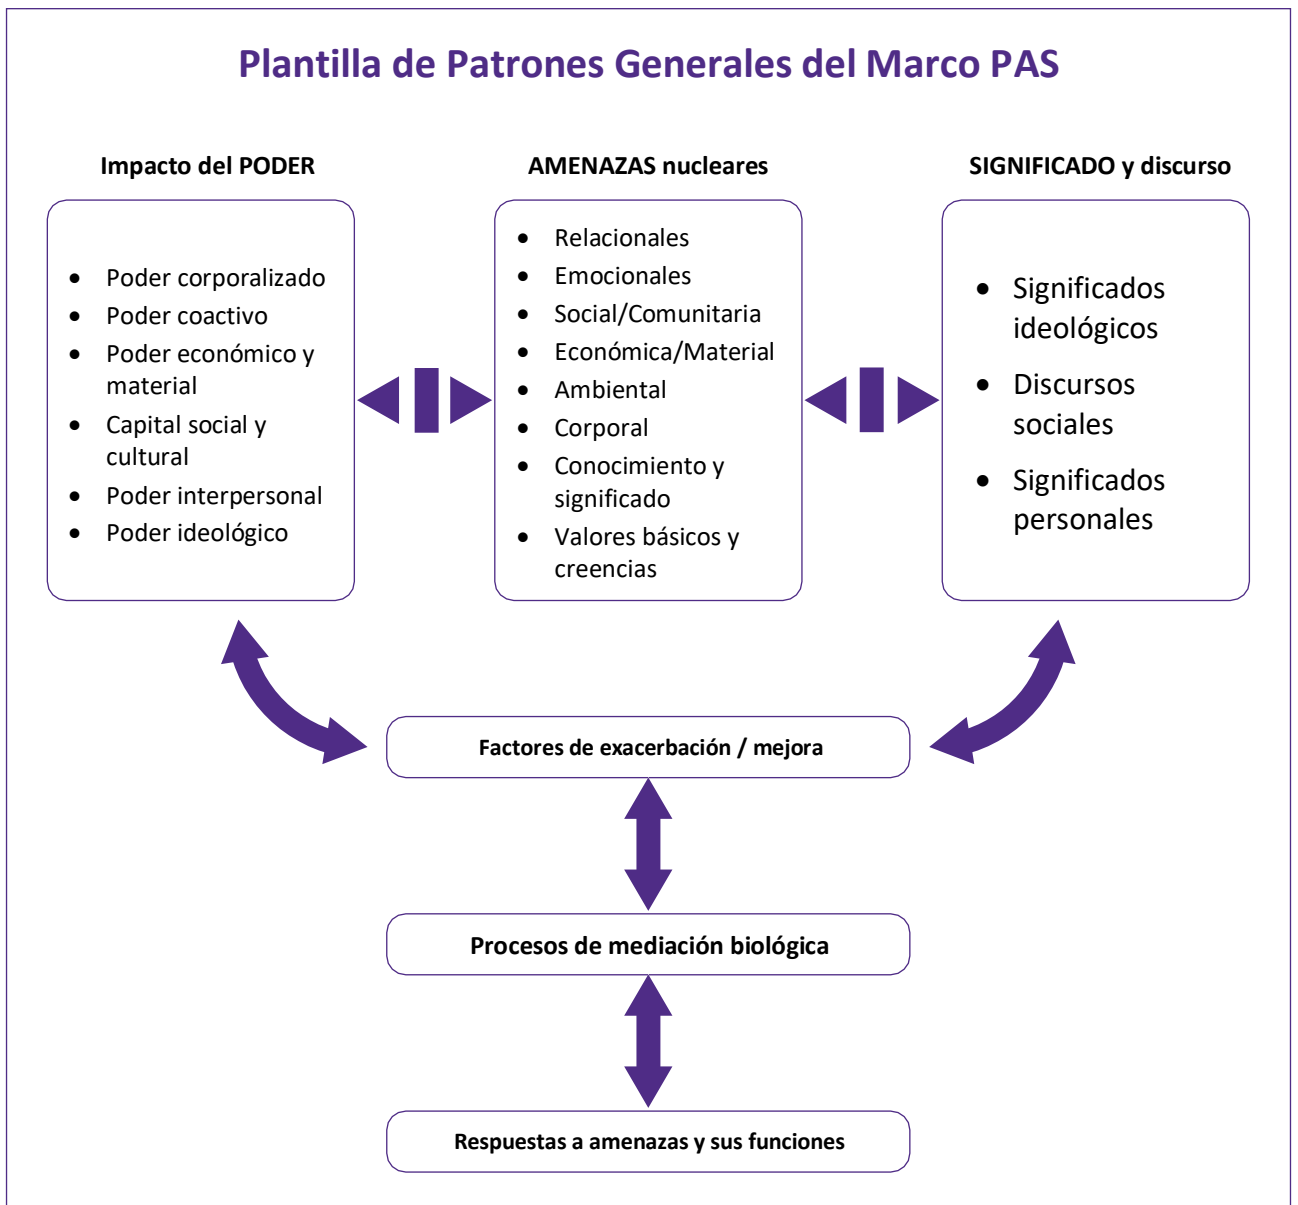 Plantilla de Patrones Generales del Marco PAS
Impacto del PODER
• Poder corporalizado
• Poder coactivo
• Poder económico y
material
• Capital social y
cultural
• Poder interpersonal
• Poder ideológico
AMENAZAS nucleares
• Relacionales
• Emocionales
• Social/Comunitaria
• Económica/Material
• Ambiental
• Corporal
• Conocimiento y
significado
• Valores básicos y
creencias
SIGNIFICADO y discurso
• Significados
ideológicos
• Discursos
sociales
• Significados
personales
Factores de exacerbación / mejora
Procesos de mediación biológica
Respuestas a amenazas y sus funciones